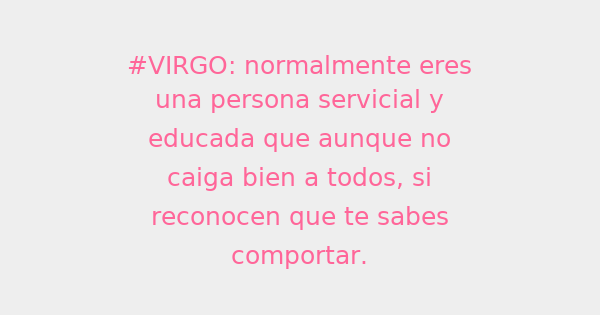 #VIRGO: normalmente eres
una persona servicial y
educada que aunque no
caiga bien a todos, si
reconocen que te sabes
comportar.